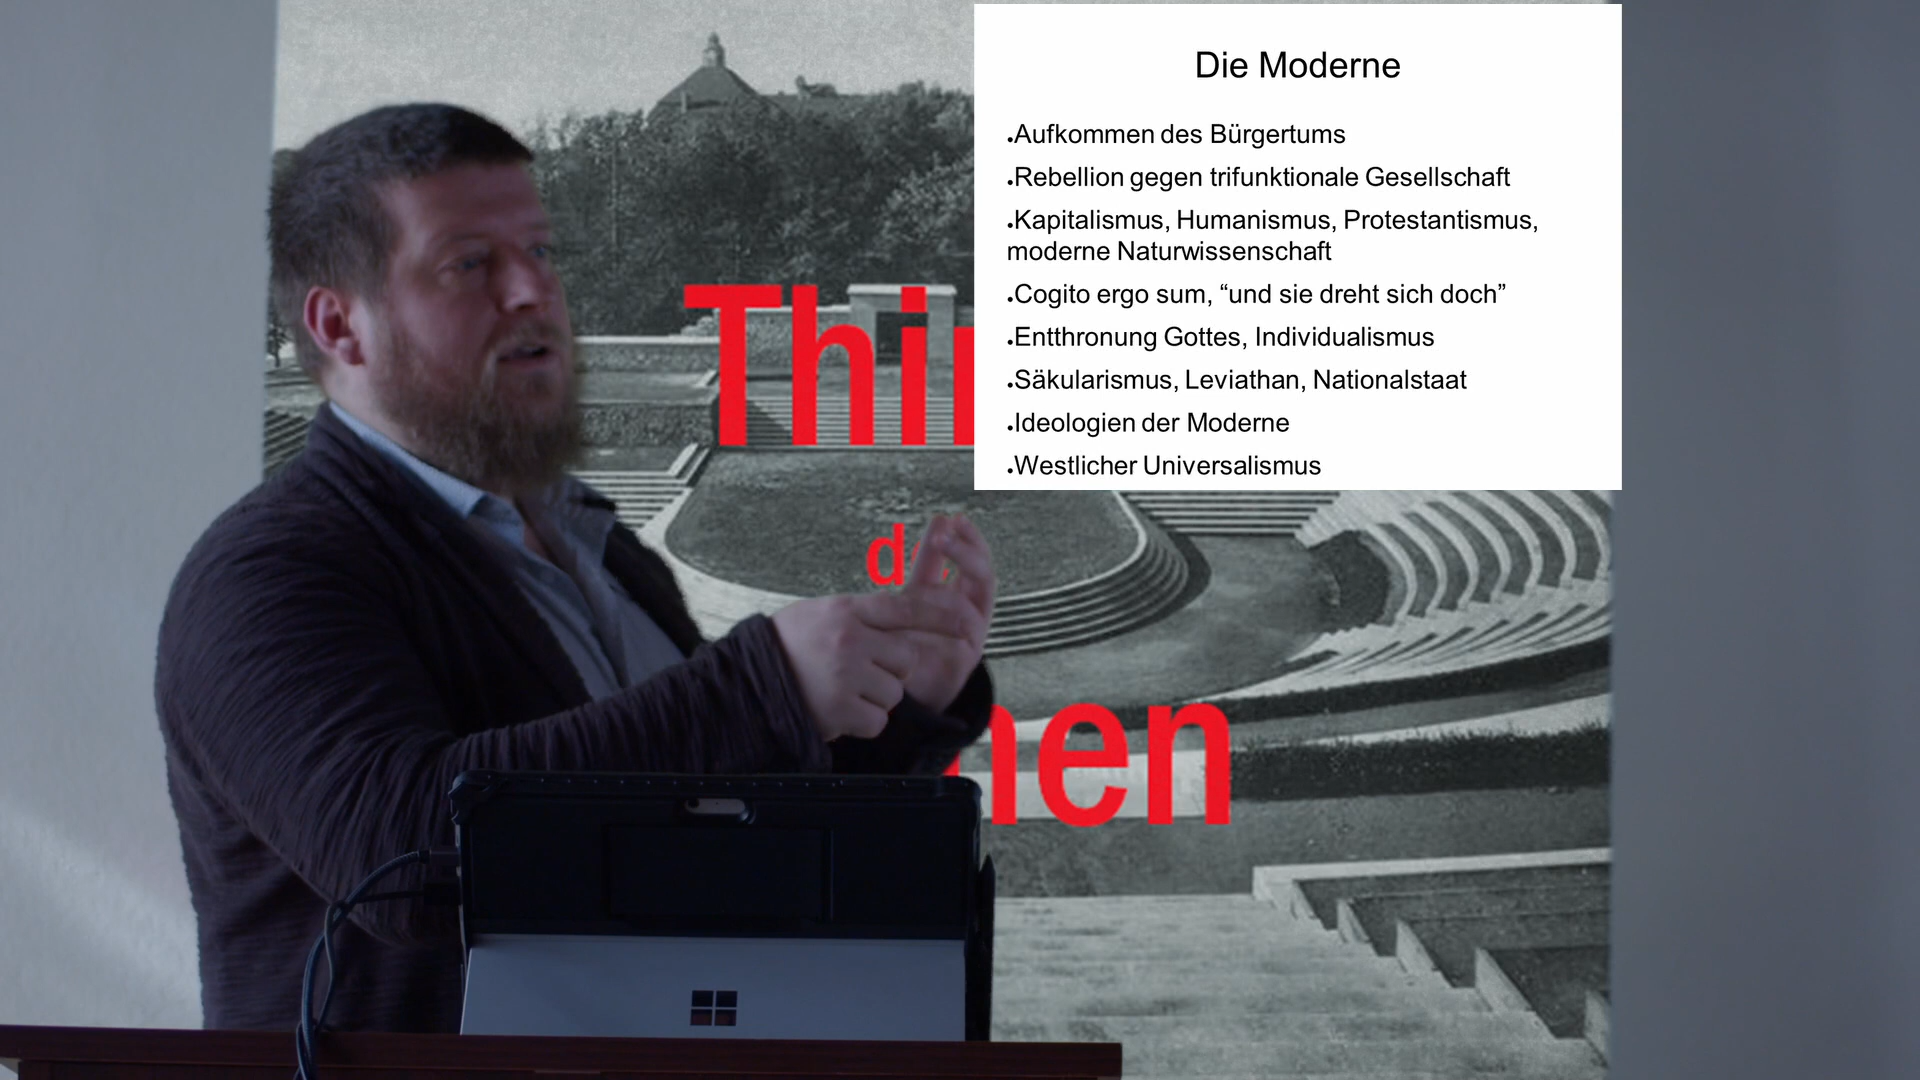 Die Moderne
•Aufkommen des Bürgertums
•Rebellion gegen trifunktionale Gesellschaft
•Kapitalismus, Humanismus, Protestantismus,
moderne Naturwissenschaft
•Cogito ergo sum, “und sie dreht sich doch”
•Entthronung Gottes, Individualismus
•Säkularismus, Leviathan, Nationalstaat
•Ideologien der Moderne
•Westlicher Universalismus